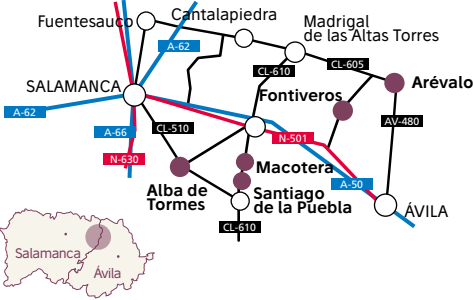 Cantalapiedra
Fuentesauco
Madrigal
de las Altas Torres
A-62
CL-605
CL-610
Arévalo
SALAMANCA
Fontiveros
A-62
AV-480
CL-510
A-66
N-501
N-630
Macotera
A-50
Alba de
Tormes
Santiago
de la Puebla
ÁVILA
CL-610
Salamanca
Ávila